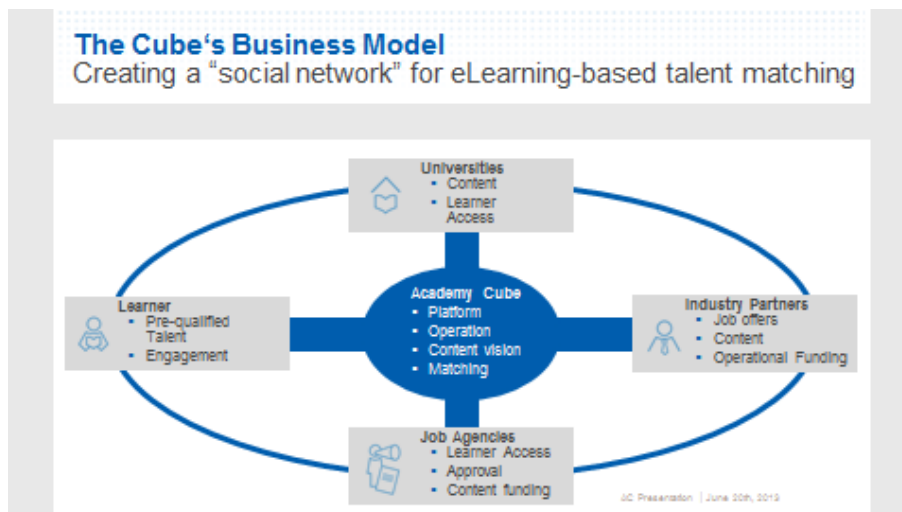 The Cube‘s Business Model
Creating a “social network” for eLearning-based talent matching
Universities
▪ Content
▪ Learner
Access
Learner
▪ Pre-qualified
Talent
▪ Engagement
Academy Cube
▪ Platform
▪ Operation
▪ Content vision
▪ Matching
Industry Partners
▪ Job offers
▪ Content
▪ Operational Funding
Job Agencies
▪ Learner Access
▪ Approval
▪ Content funding
Presentation | June 20th, 2013